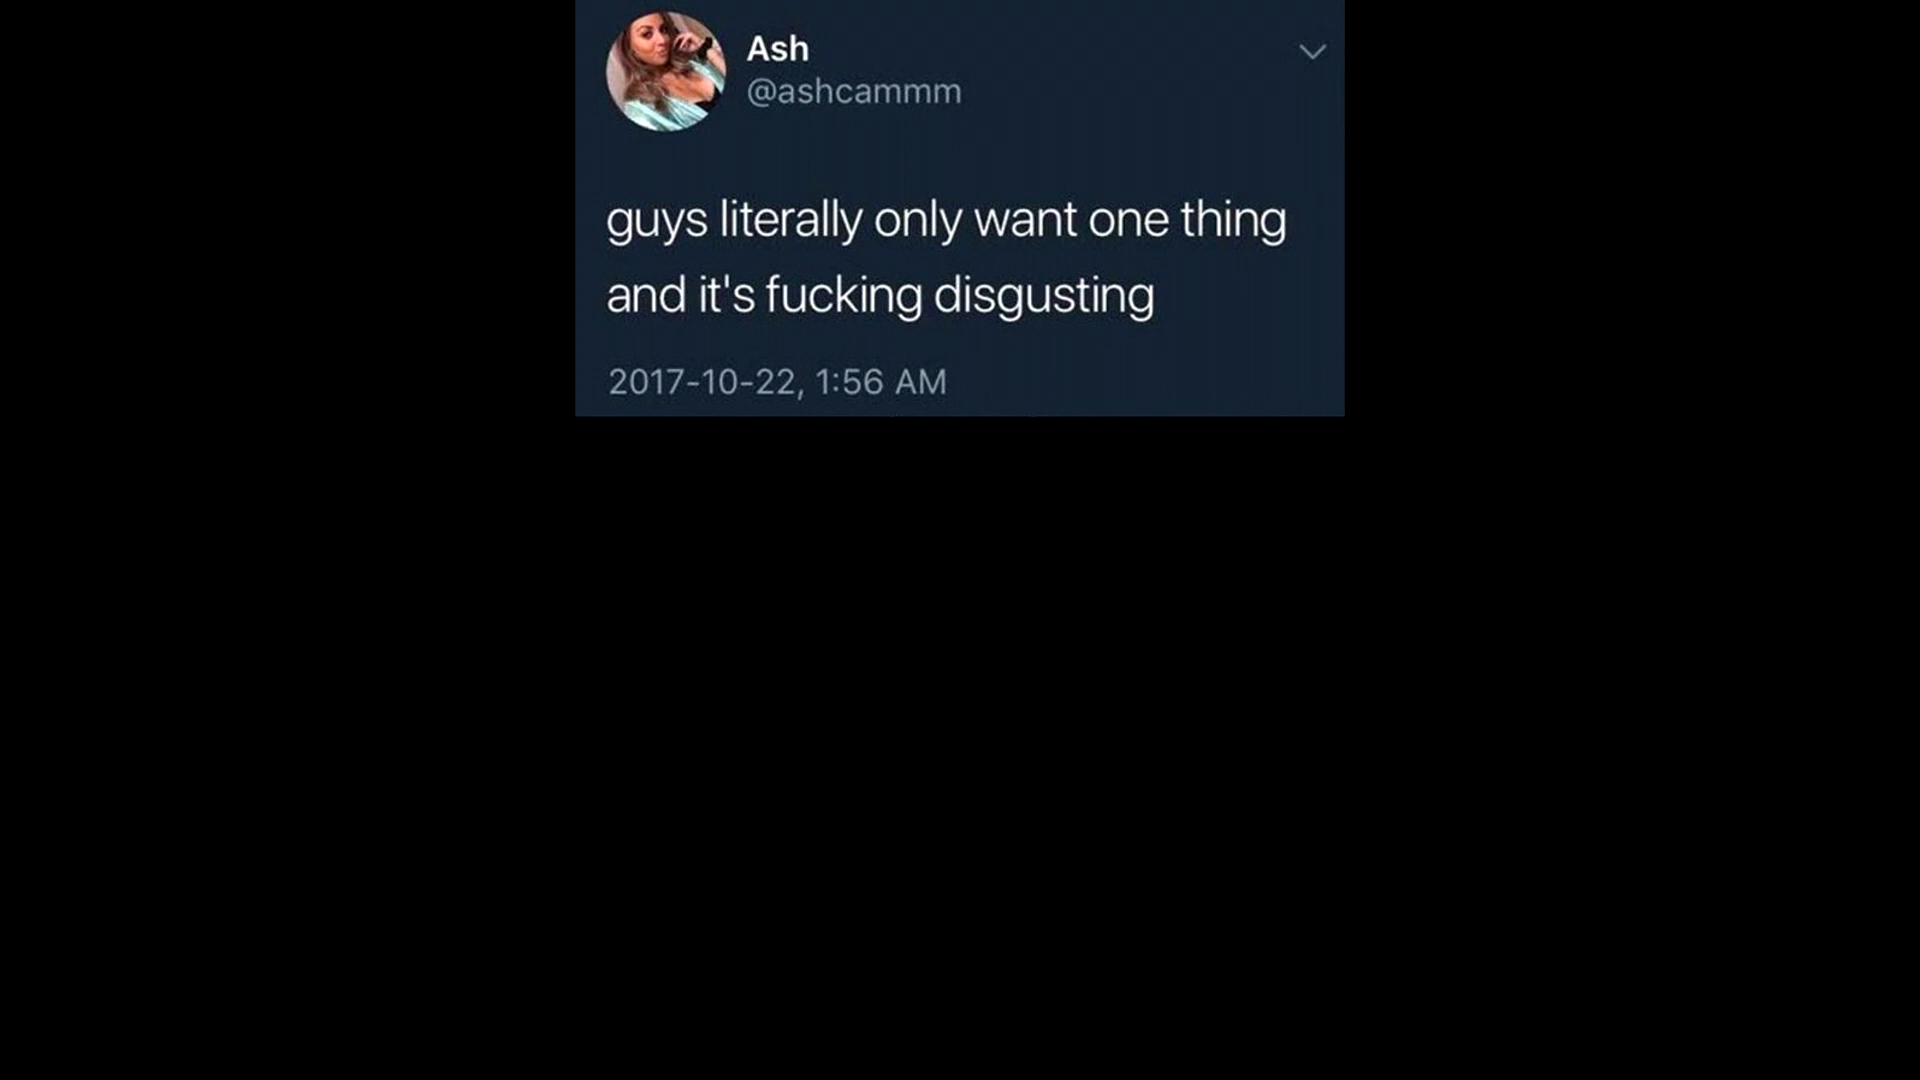 Ash
@ashcammm
guys literally only want one thing
and it's fucking disgusting
2017-10-22, 1:56 AM